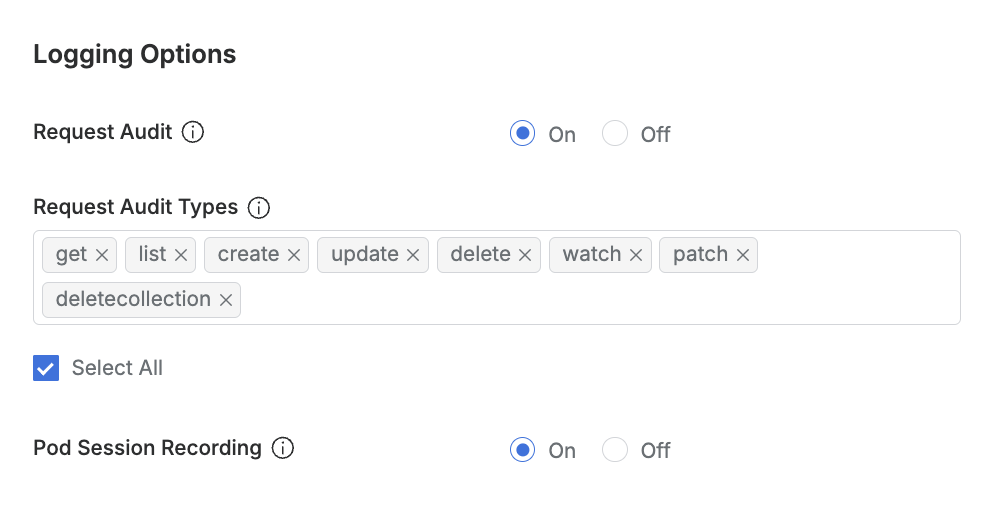 Logging Options
Request Audit
On Off
Request Audit Types
get list create update delete watch patch
deletecollection
Select All
Pod Session Recording
On Off